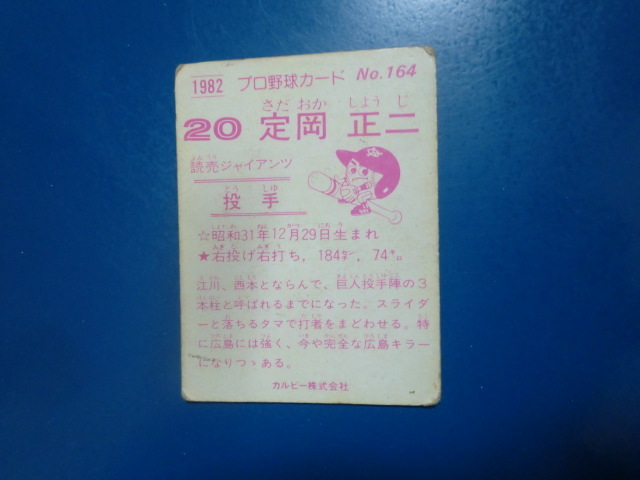 1982 プロ野球カード No.164
さだ おか しょう じ
20 定岡 正二
読売ジャイアンツ
とう しゅ
投手
☆昭和31年12月29日生まれ
★右投げ右打ち,184センチ,74キロ
江川、西本とならんで、巨人投手陣の3
本柱と呼ばれるまでになった。スライダ
ーと落ちるタマで打者をまどわせる。特
に広島には強く、今や完全な広島キラー
になりつゝある。
カルビー株式会社